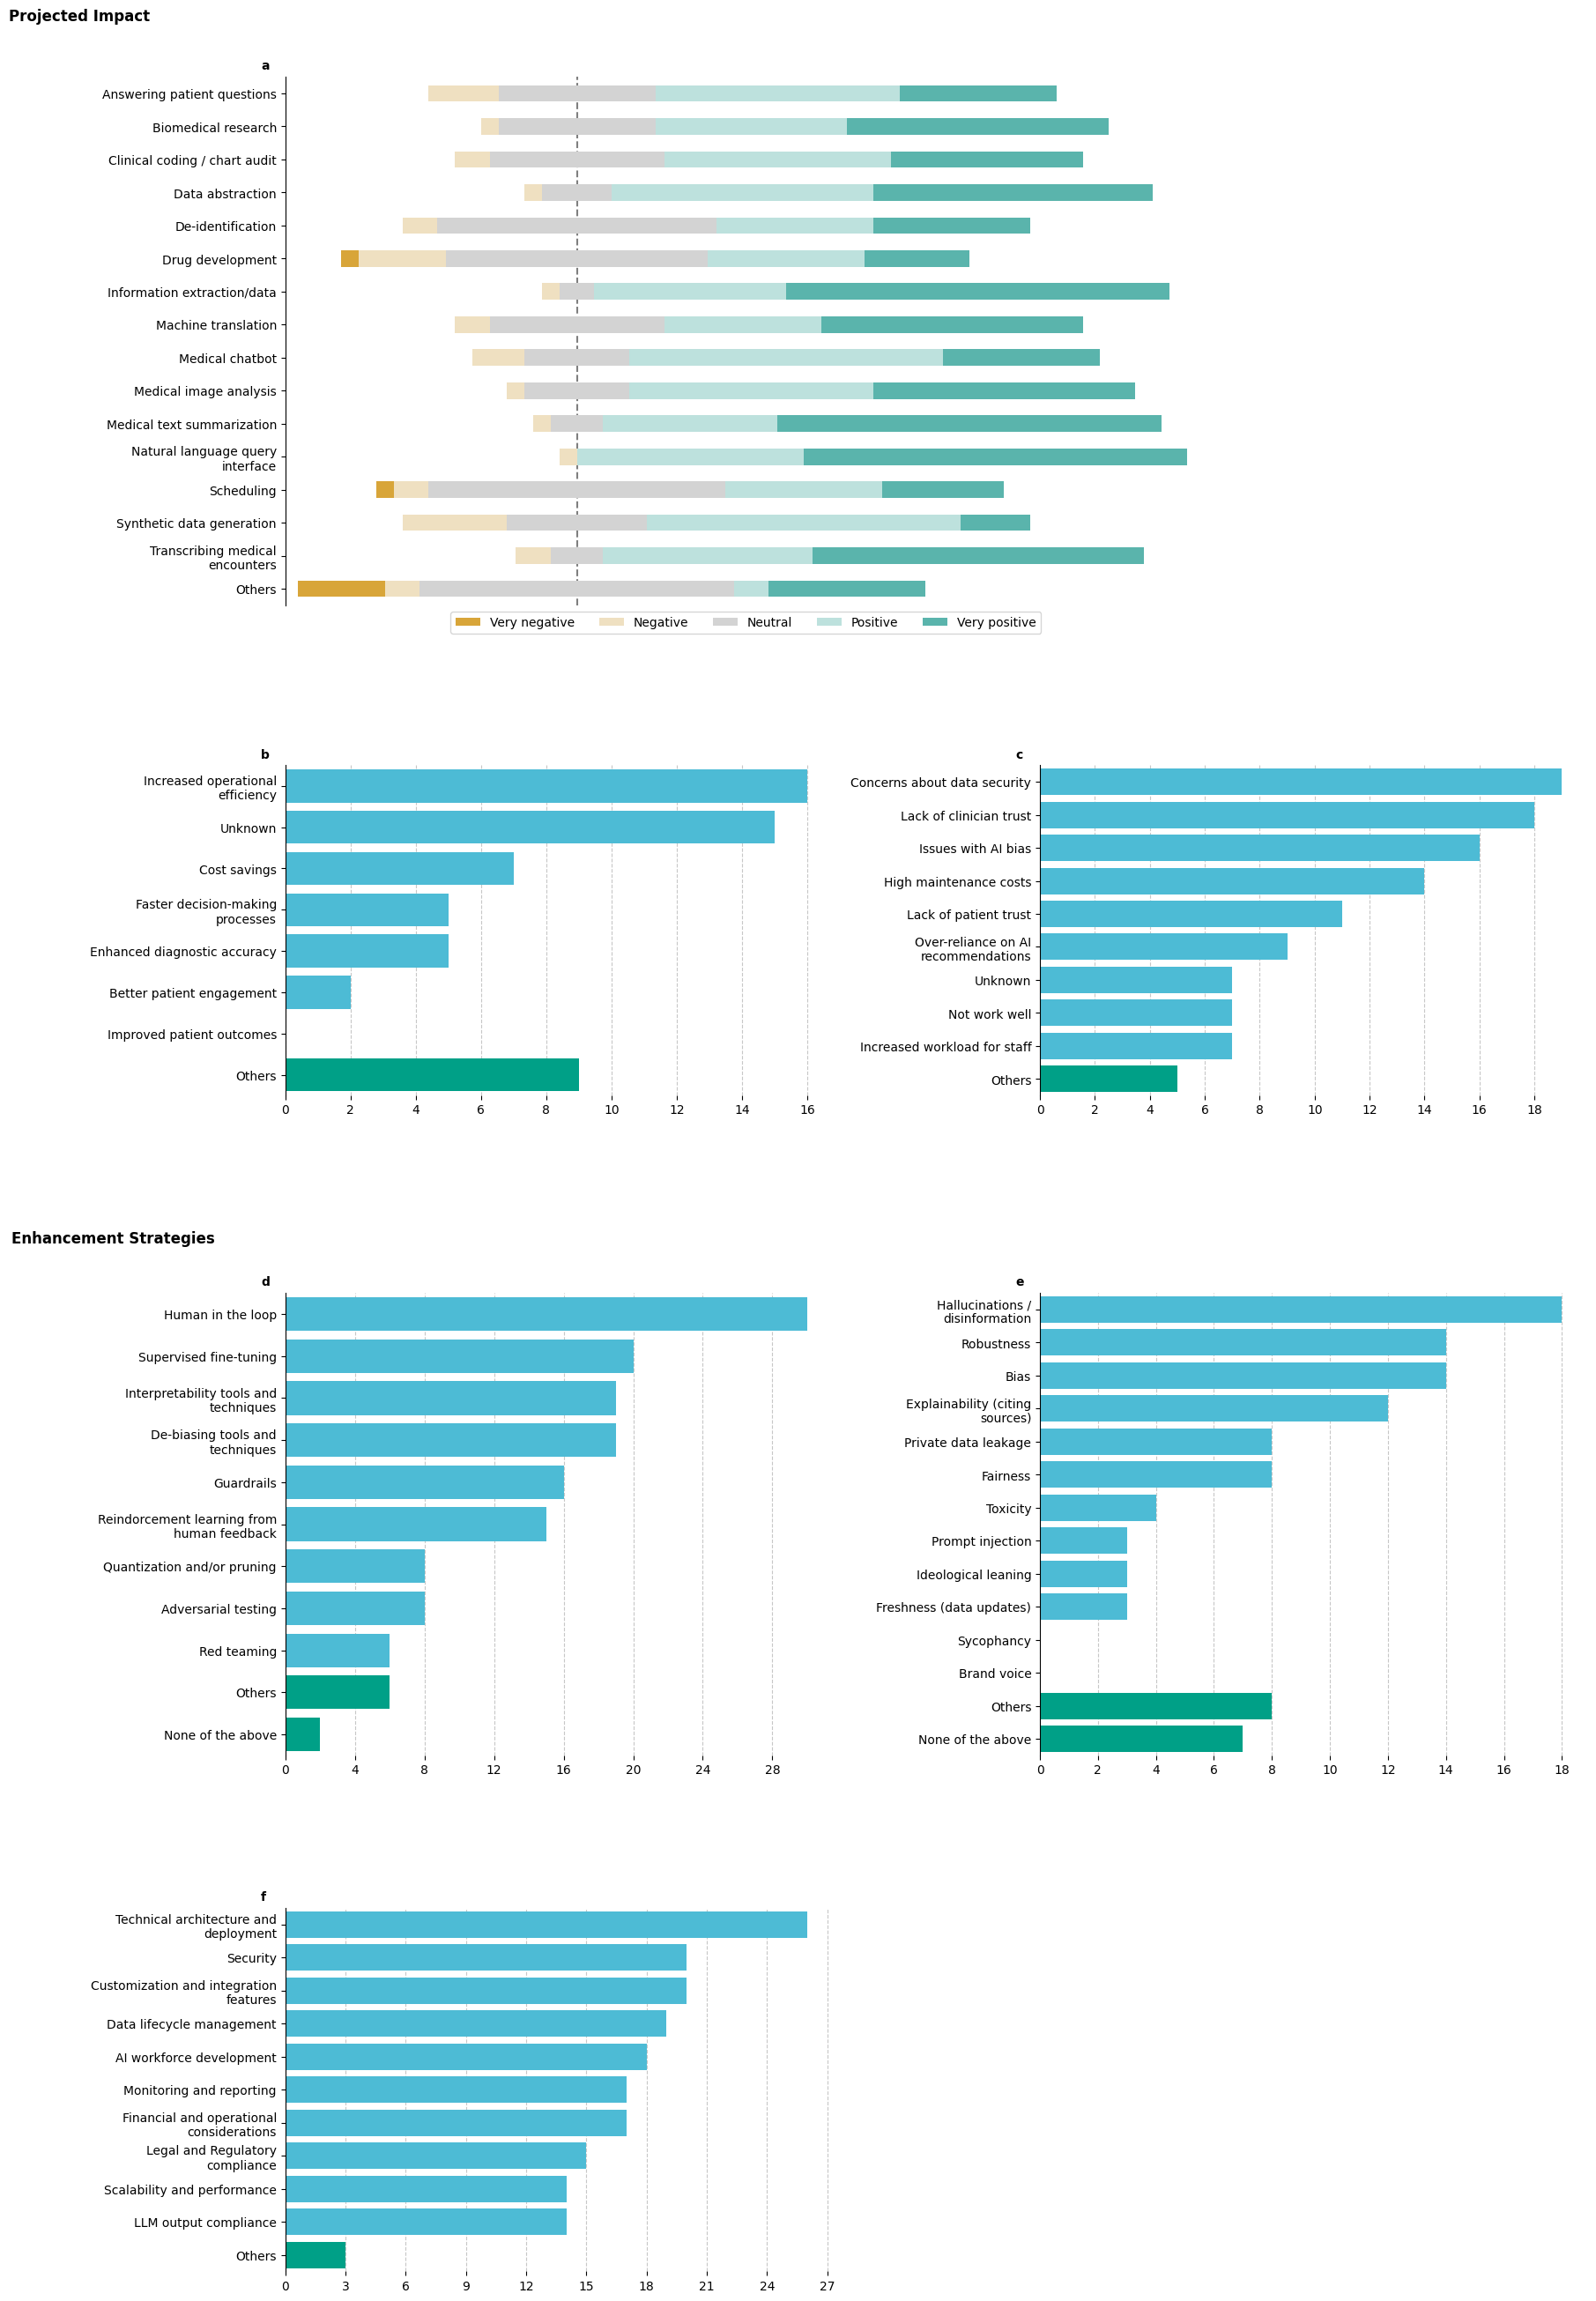 Projected Impact
a
Answering patient questions
Biomedical research
Clinical coding / chart audit
Data abstraction
De-identification
Drug development
Information extraction/data
Machine translation
Medical chatbot
Medical image analysis
Medical text summarization
Natural language query
interface
Scheduling
Synthetic data generation
Transcribing medical
encounters
Others
Very negative Negative Neutral Positive Very positive
b
Increased operational
efficiency
Unknown
Cost savings
Faster decision-making
processes
Enhanced diagnostic accuracy
Better patient engagement
Improved patient outcomes
Others
0 2 4 6 8 10 12 14 16
c
Concerns about data security
Lack of clinician trust
Issues with AI bias
High maintenance costs
Lack of patient trust
Over-reliance on AI
recommendations
Unknown
Not work well
Increased workload for staff
Others
0 2 4 6 8 10 12 14 16 18
Enhancement Strategies
d
Human in the loop
Supervised fine-tuning
Interpretability tools and
techniques
De-biasing tools and
techniques
Guardrails
Reindorcement learning from
human feedback
Quantization and/or pruning
Adversarial testing
Red teaming
Others
None of the above
0 4 8 12 16 20 24 28
e
Hallucinations /
disinformation
Robustness
Bias
Explainability (citing
sources)
Private data leakage
Fairness
Toxicity
Prompt injection
Ideological leaning
Freshness (data updates)
Sycophancy
Brand voice
Others
None of the above
0 2 4 6 8 10 12 14 16 18
f
Technical architecture and
deployment
Security
Customization and integration
features
Data lifecycle management
AI workforce development
Monitoring and reporting
Financial and operational
considerations
Legal and Regulatory
compliance
Scalability and performance
LLM output compliance
Others
0 3 6 9 12 15 18 21 24 27